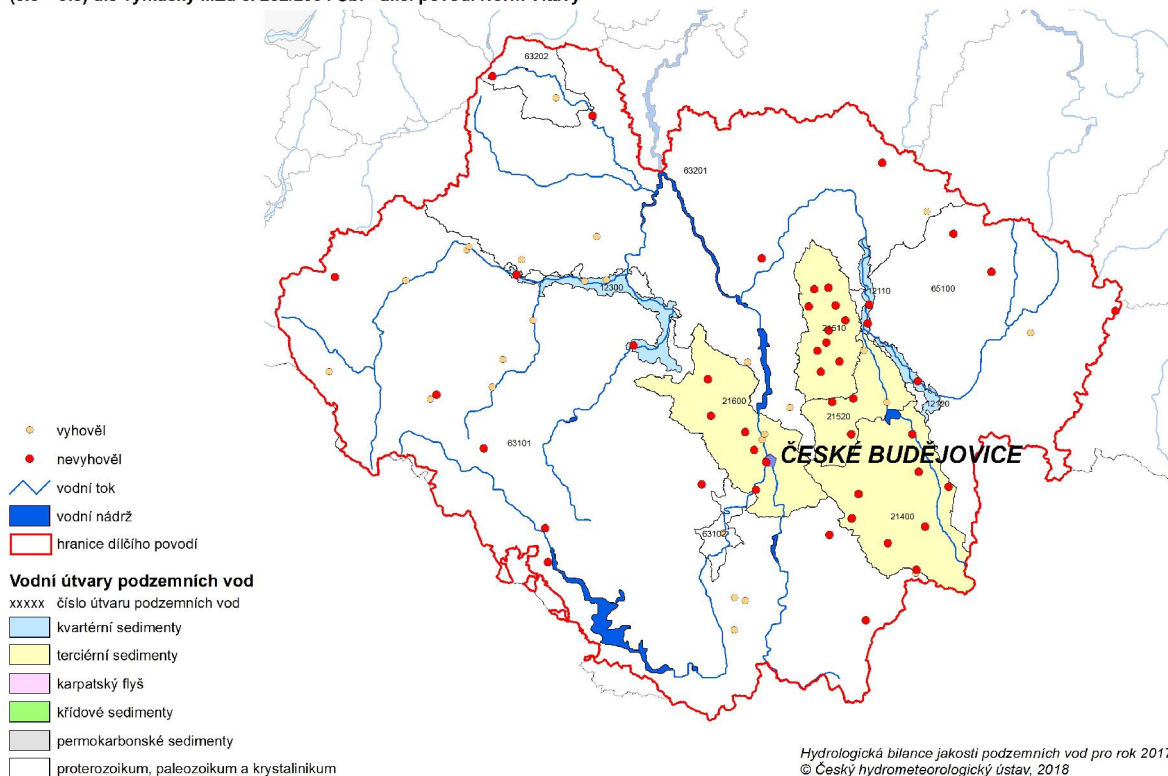 63202
63201
12300
12110
65100
21510
12120
21600
21520
ČESKÉ BUDĚJOVICE
63101
21400
63102
vyhověl
nevyhověl
vodní tok
vodní nádrž
hranice dílčího povodí
Vodní útvary podzemních vod
xxxxx číslo útvaru podzemních vod
kvartérní sedimenty
terciérní sedimenty
karpatský flyš
křídové sedimenty
permokarbonské sedimenty
proterozoikum, paleozoikum a krystalinikum
Hydrologická bilance jakosti podzemních vod pro rok 2017
© Český hydrometeorologický ústav, 2018